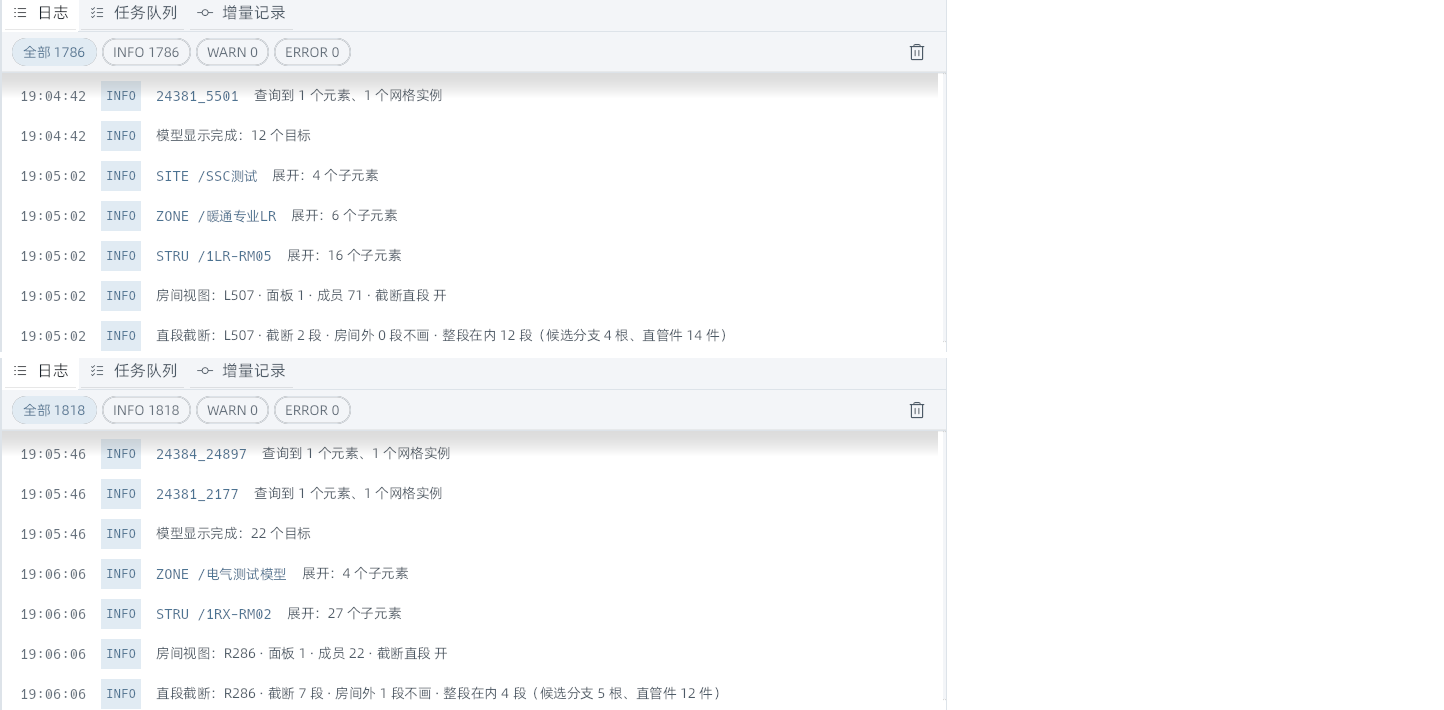 日志 任务队列 增量记录
全部 1786 INFO 1786 WARN 0 ERROR 0
19:04:42 INFO 24381_5501 查询到 1 个元素、1 个网格实例
19:04:42 INFO 模型显示完成：12 个目标
19:05:02 INFO SITE /SSC测试 展开：4 个子元素
19:05:02 INFO ZONE /暖通专业LR 展开：6 个子元素
19:05:02 INFO STRU /1LR-RM05 展开：16 个子元素
19:05:02 INFO 房间视图：L507 · 面板 1 · 成员 71 · 截断直段 开
19:05:02 INFO 直段截断：L507 · 截断 2 段 · 房间外 0 段不画 · 整段在内 12 段（候选分支 4 根、直管件 14 件）
日志 任务队列 增量记录
全部 1818 INFO 1818 WARN 0 ERROR 0
19:05:46 INFO 24384_24897 查询到 1 个元素、1 个网格实例
19:05:46 INFO 24381_2177 查询到 1 个元素、1 个网格实例
19:05:46 INFO 模型显示完成：22 个目标
19:06:06 INFO ZONE /电气测试模型 展开：4 个子元素
19:06:06 INFO STRU /1RX-RM02 展开：27 个子元素
19:06:06 INFO 房间视图：R286 · 面板 1 · 成员 22 · 截断直段 开
19:06:06 INFO 直段截断：R286 · 截断 7 段 · 房间外 1 段不画 · 整段在内 4 段（候选分支 5 根、直管件 12 件）